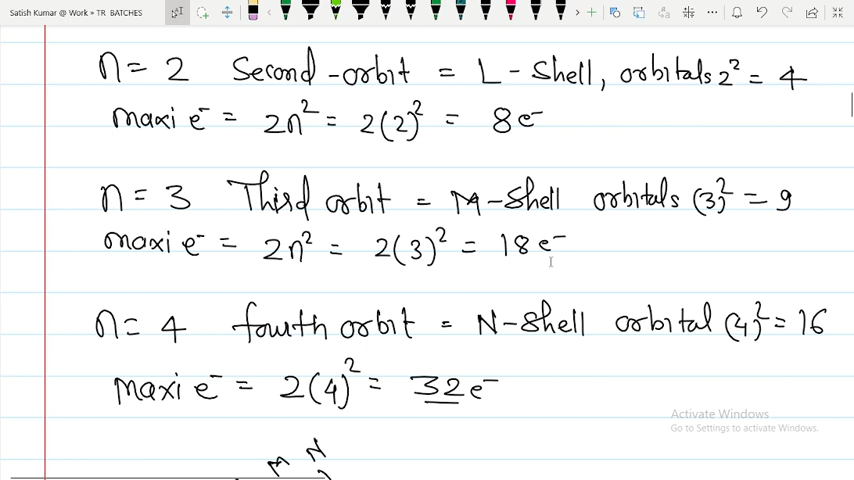 Satish Kumar @ Work » TR BATCHES
n = 2 Second-orbit = L-Shell, orbitals 2² = 4
maxi e⁻ = 2n² = 2(2)² = 8e⁻
n = 3 Third orbit = M-Shell orbitals (3)² = 9
maxi e⁻ = 2n² = 2(3)² = 18e⁻
n = 4 fourth orbit = N-Shell orbital (4)² = 16
maxi e⁻ = 2(4)² = 32e⁻
Activate Windows
Go to Settings to activate Windows.
M N